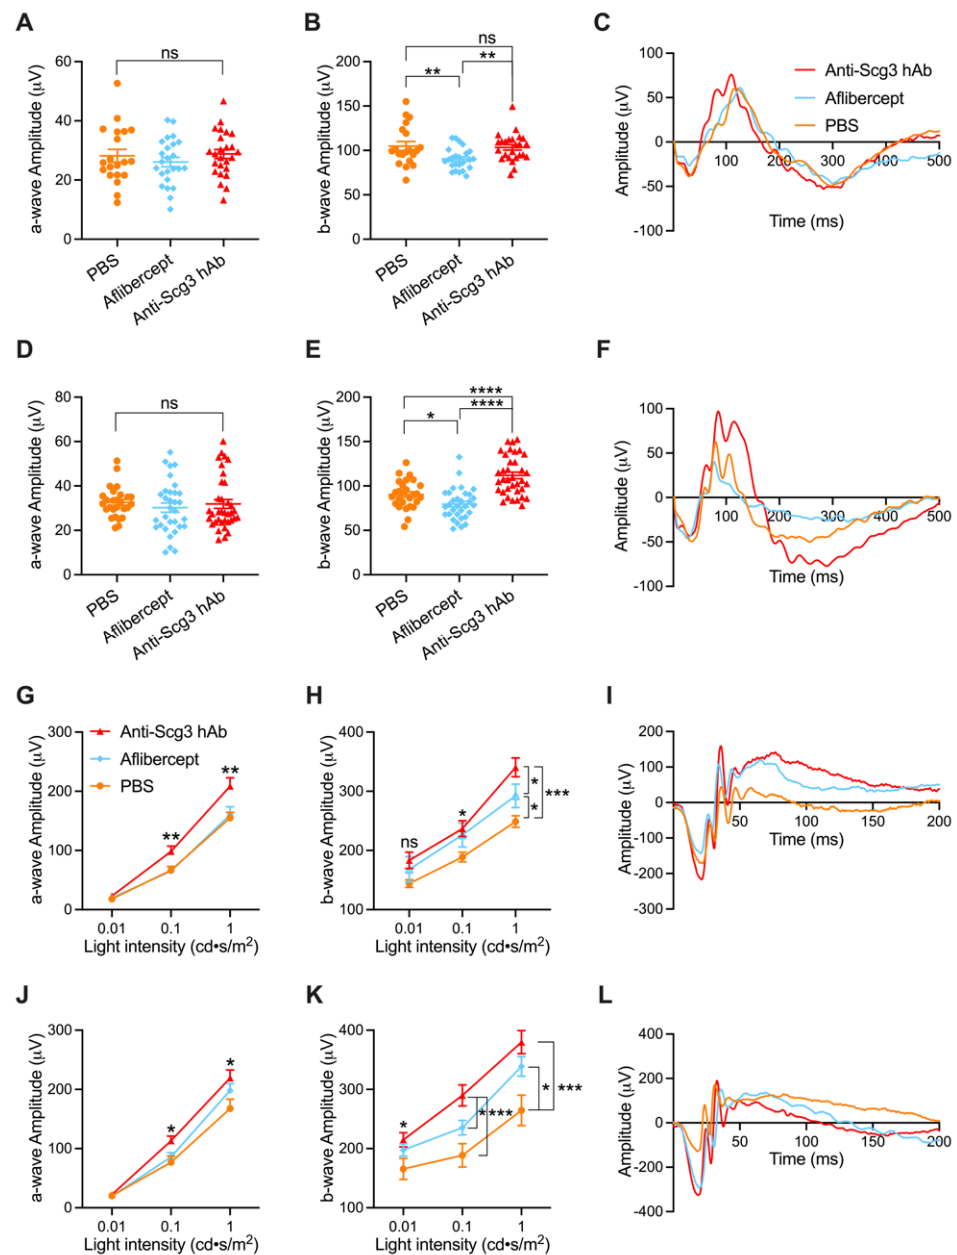 A
a-wave Amplitude (µV)
60
40
20
0
ns
PBS
Aflibercept
Anti-Scg3 hAb
B
b-wave Amplitude (µV)
200
150
100
50
0
ns
**
**
PBS
Aflibercept
Anti-Scg3 hAb
C
Amplitude (µV)
100
50
0
-50
-100
100
200
300
400
500
Time (ms)
Anti-Scg3 hAb
Aflibercept
PBS
D
a-wave Amplitude (µV)
80
60
40
20
0
ns
PBS
Aflibercept
Anti-Scg3 hAb
E
b-wave Amplitude (µV)
200
150
100
50
0
****
****
*
PBS
Aflibercept
Anti-Scg3 hAb
F
Amplitude (µV)
100
50
0
-50
-100
100
200
300
400
500
Time (ms)
G
a-wave Amplitude (µV)
300
200
100
0
Anti-Scg3 hAb
Aflibercept
PBS
**
**
0.01
0.1
1
Light intensity (cd•s/m²)
H
b-wave Amplitude (µV)
400
300
200
100
ns
*
*
*
***
0.01
0.1
1
Light intensity (cd•s/m²)
I
Amplitude (µV)
200
100
0
-100
-200
-300
50
100
150
200
Time (ms)
J
a-wave Amplitude (µV)
300
200
100
0
*
*
0.01
0.1
1
Light intensity (cd•s/m²)
K
b-wave Amplitude (µV)
400
300
200
100
*
*
***
*
***
0.01
0.1
1
Light intensity (cd•s/m²)
L
Amplitude (µV)
400
200
0
-200
-400
50
100
150
200
Time (ms)